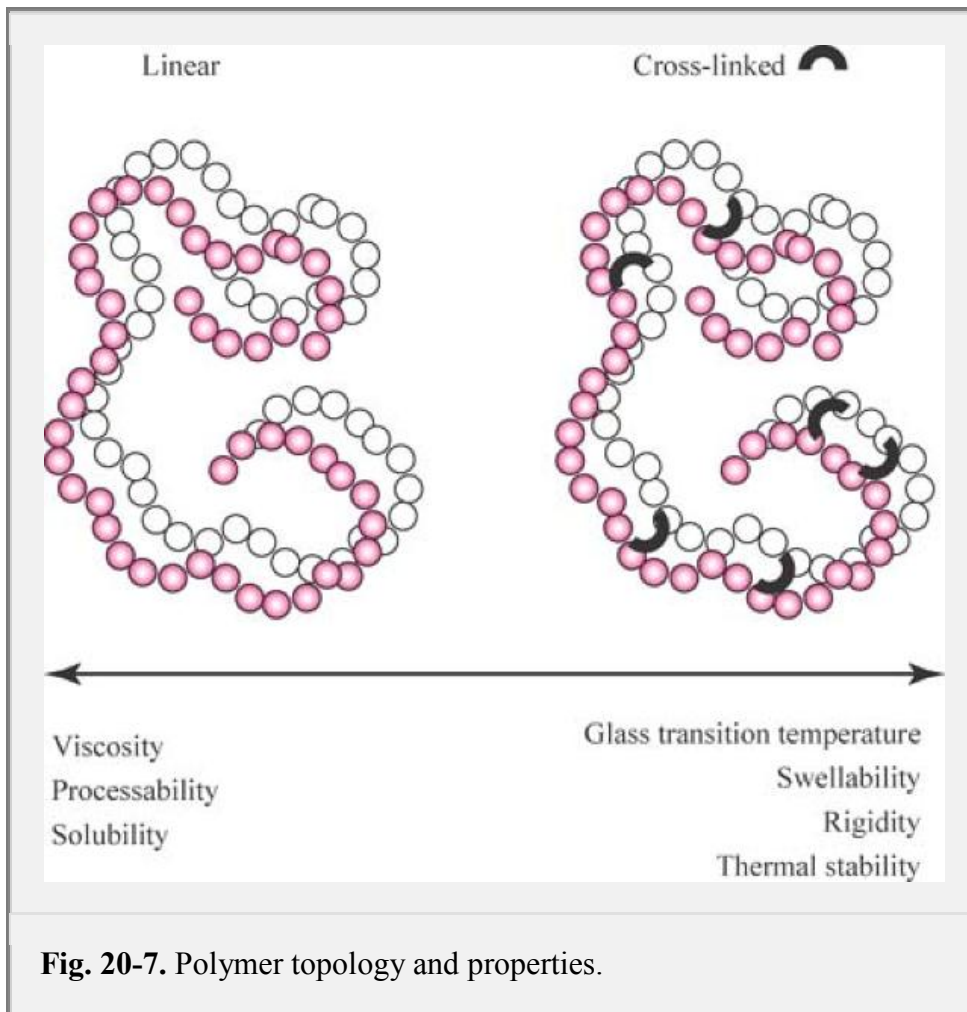 Linear
Cross-linked
Viscosity
Processability
Solubility
Glass transition temperature
Swellability
Rigidity
Thermal stability
Fig. 20-7. Polymer topology and properties.